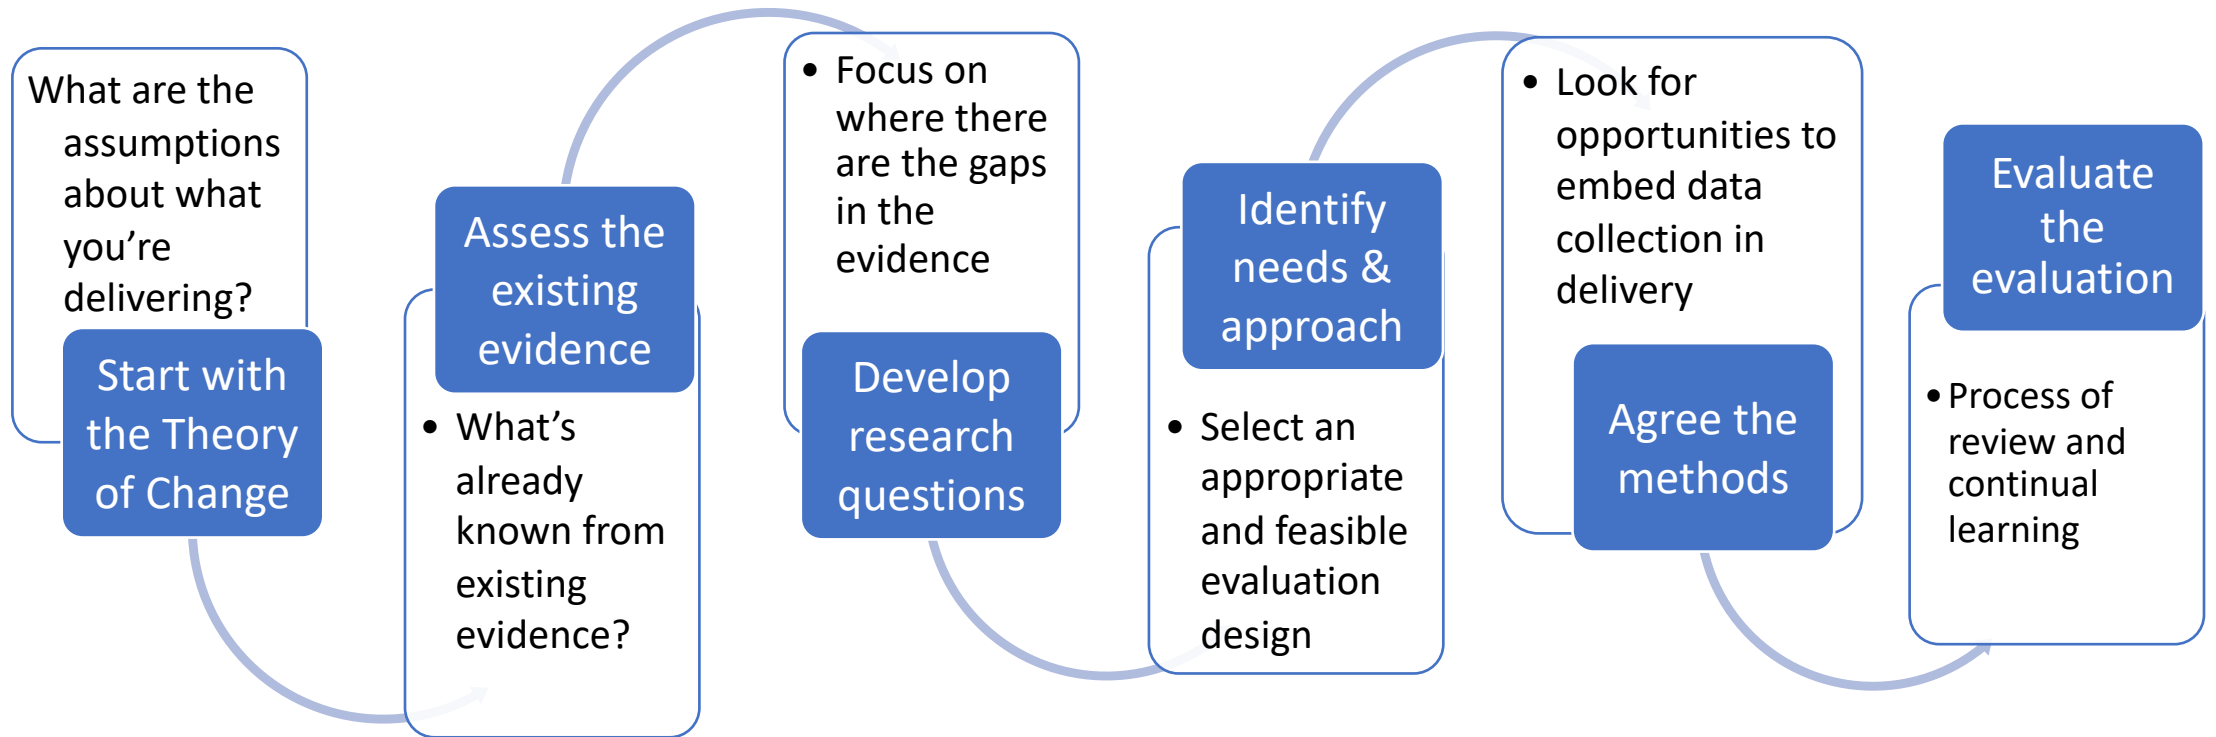 What are the
assumptions
about what
you’re
delivering?
Start with
the Theory
of Change
Assess the
existing
evidence
• What’s
already
known from
existing
evidence?
• Focus on
where there
are the gaps
in the
evidence
Develop
research
questions
Identify
needs &
approach
• Select an
appropriate
and feasible
evaluation
design
• Look for
opportunities to
embed data
collection in
delivery
Agree the
methods
Evaluate
the
evaluation
• Process of
review and
continual
learning